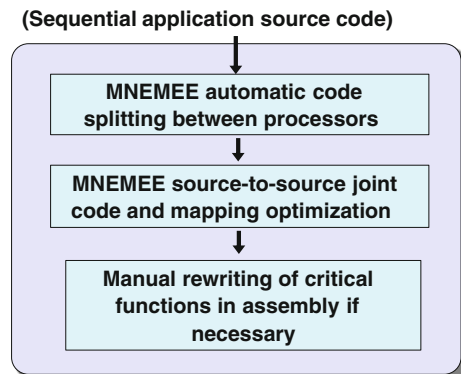 (Sequential application source code)
MNEMEE automatic code
splitting between processors
MNEMEE source-to-source joint
code and mapping optimization
Manual rewriting of critical
functions in assembly if
necessary